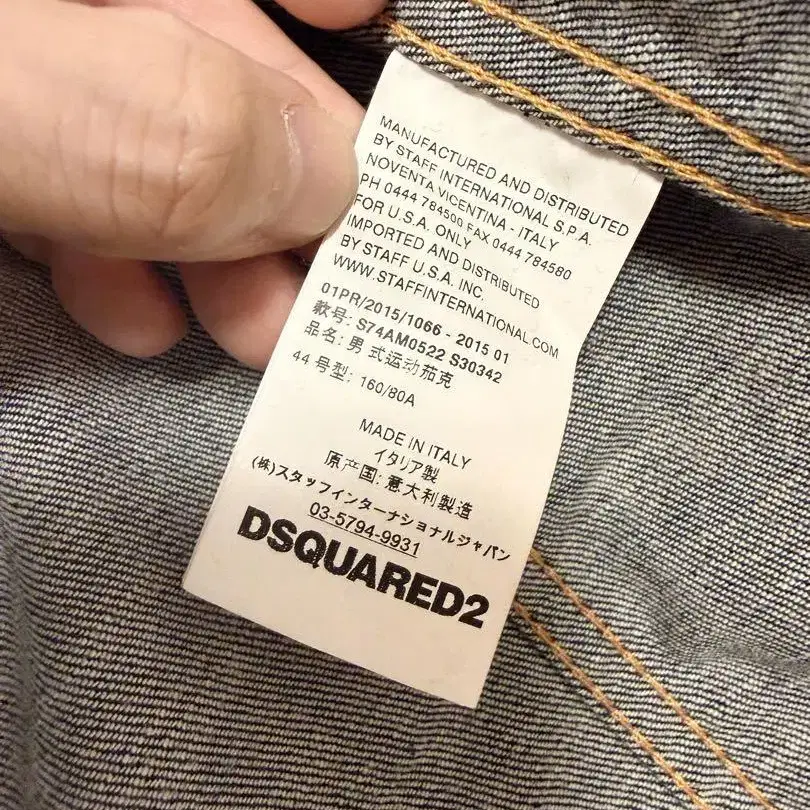 MANUFACTURED AND DISTRIBUTED
BY STAFF INTERNATIONAL S.P.A.
NOVENTA VICENTINA - ITALY
PH 0444 784500 FAX 0444 784580
FOR U.S.A. ONLY
IMPORTED AND DISTRIBUTED
BY STAFF U.S.A. INC.
WWW.STAFFINTERNATIONAL.COM
01PR/2015/1066 - 2015 01
款号: S74AM0522 S30342
品名: 男式运动茄克
44 号型: 160/80A
MADE IN ITALY
イタリア製
原产国: 意大利製造
(株)スタッフインターナショナルジャパン
03-5794-9931
DSQUARED2